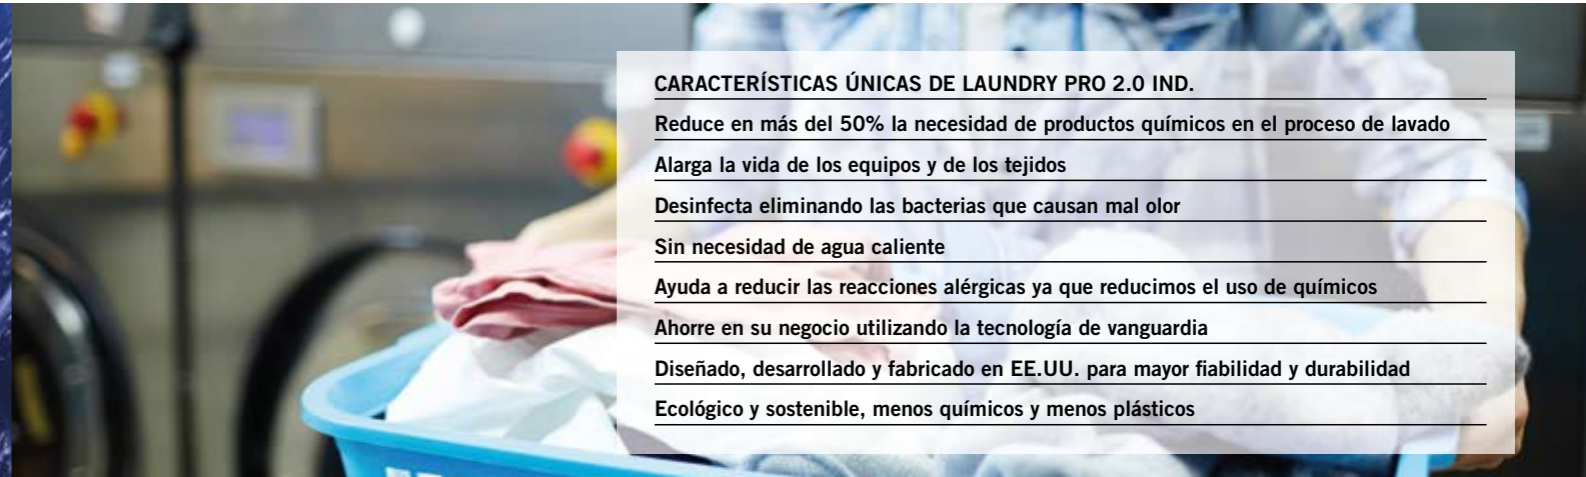 CARACTERÍSTICAS ÚNICAS DE LAUNDRY PRO 2.0 IND.
Reduce en más del 50% la necesidad de productos químicos en el proceso de lavado
Alarga la vida de los equipos y de los tejidos
Desinfecta eliminando las bacterias que causan mal olor
Sin necesidad de agua caliente
Ayuda a reducir las reacciones alérgicas ya que reducimos el uso de químicos
Ahorre en su negocio utilizando la tecnología de vanguardia
Diseñado, desarrollado y fabricado en EE.UU. para mayor fiabilidad y durabilidad
Ecológico y sostenible, menos químicos y menos plásticos